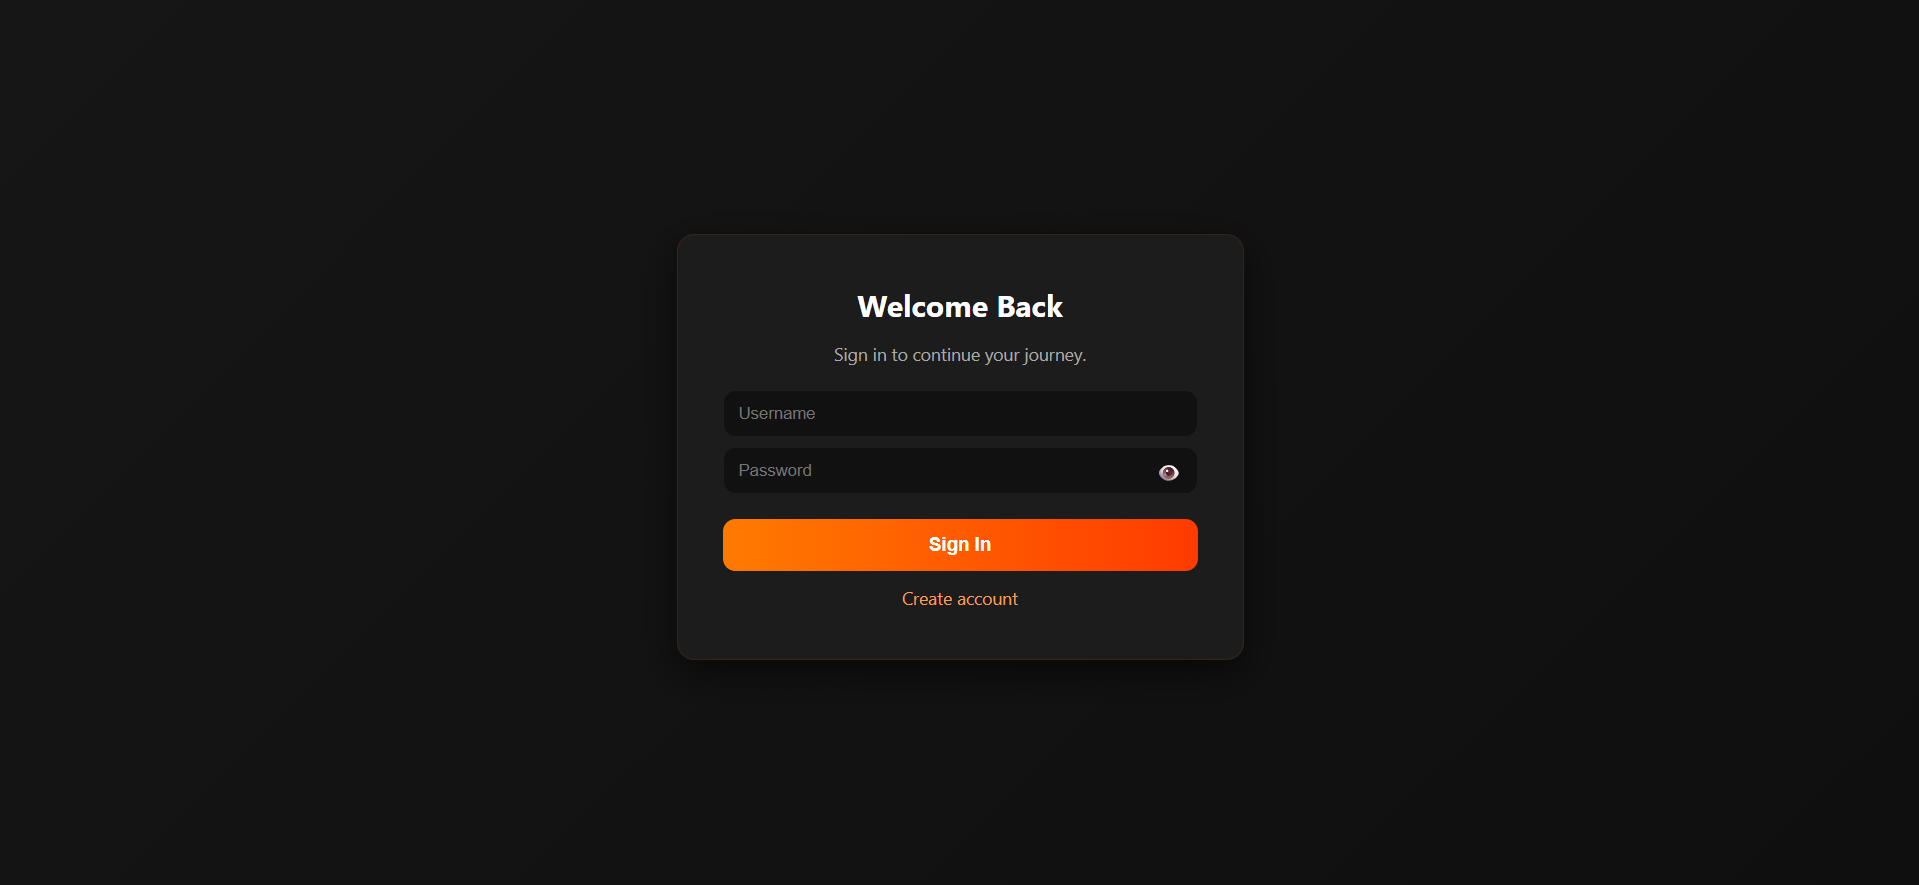 Welcome Back
Sign in to continue your journey.
Username
Password
Sign In
Create account